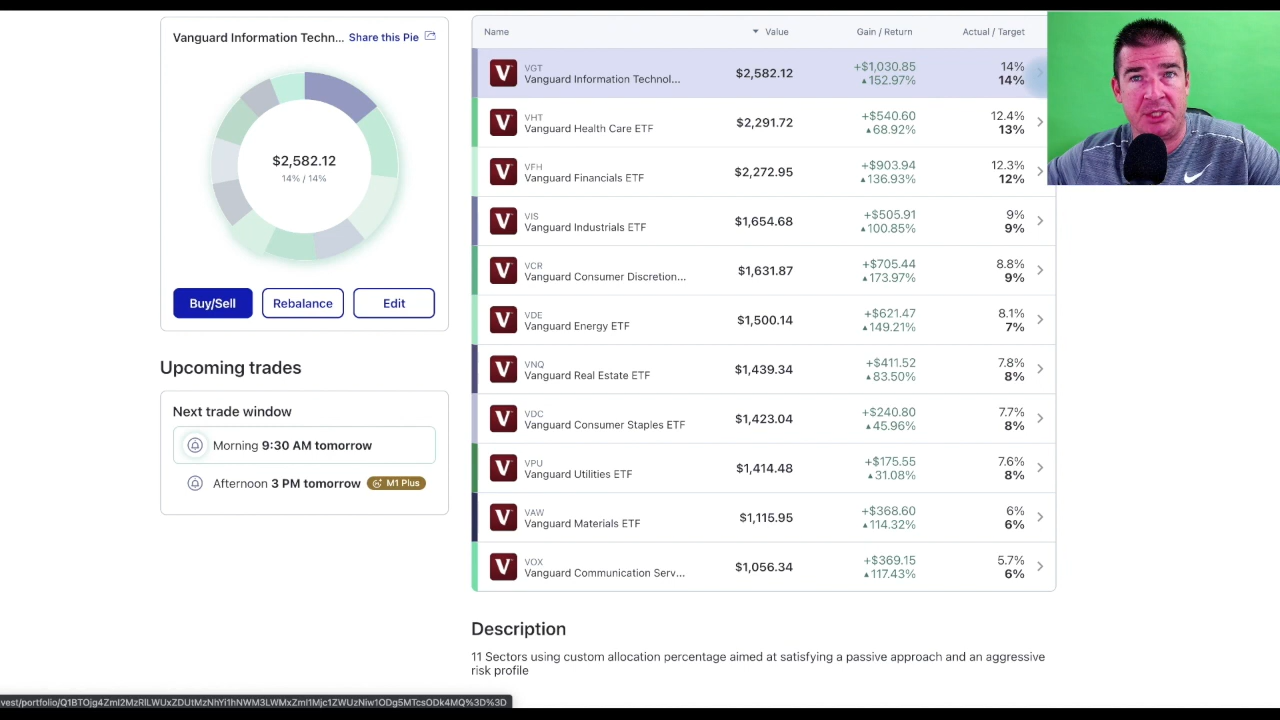 Vanguard Information Techn... Share this Pie
$2,582.12
14% / 14%
Buy/Sell Rebalance Edit
Upcoming trades
Next trade window
Morning 9:30 AM tomorrow
Afternoon 3 PM tomorrow M1 Plus
Name Value Gain / Return Actual / Target
V VGT Vanguard Information Technol... $2,582.12 +$1,030.85 ▲152.97% 14% 14%
V VHT Vanguard Health Care ETF $2,291.72 +$540.60 ▲68.92% 12.4% 13%
V VFH Vanguard Financials ETF $2,272.95 +$903.94 ▲136.93% 12.3% 12%
V VIS Vanguard Industrials ETF $1,654.68 +$505.91 ▲100.85% 9% 9%
V VCR Vanguard Consumer Discretion... $1,631.87 +$705.44 ▲173.97% 8.8% 9%
V VDE Vanguard Energy ETF $1,500.14 +$621.47 ▲149.21% 8.1% 7%
V VNQ Vanguard Real Estate ETF $1,439.34 +$411.52 ▲83.50% 7.8% 8%
V VDC Vanguard Consumer Staples ETF $1,423.04 +$240.80 ▲45.96% 7.7% 8%
V VPU Vanguard Utilities ETF $1,414.48 +$175.55 ▲31.08% 7.6% 8%
V VAW Vanguard Materials ETF $1,115.95 +$368.60 ▲114.32% 6% 6%
V VOX Vanguard Communication Serv... $1,056.34 +$369.15 ▲117.43% 5.7% 6%
Description
11 Sectors using custom allocation percentage aimed at satisfying a passive approach and an aggressive
risk profile